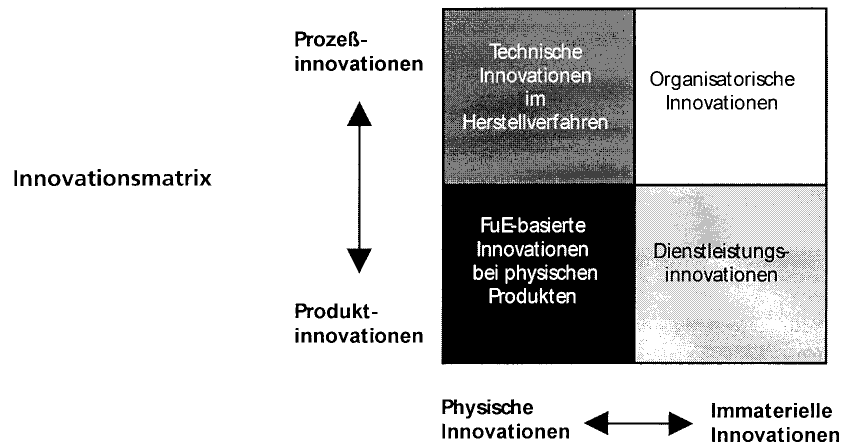 Prozeß-
innovationen
Technische
Innovationen
im
Herstellverfahren
Organisatorische
Innovationen
Innovationsmatrix
FuE-basierte
Innovationen
bei physischen
Produkten
Dienstleistungs-
innovationen
Produkt-
innovationen
Physische
Innovationen
Immaterielle
Innovationen